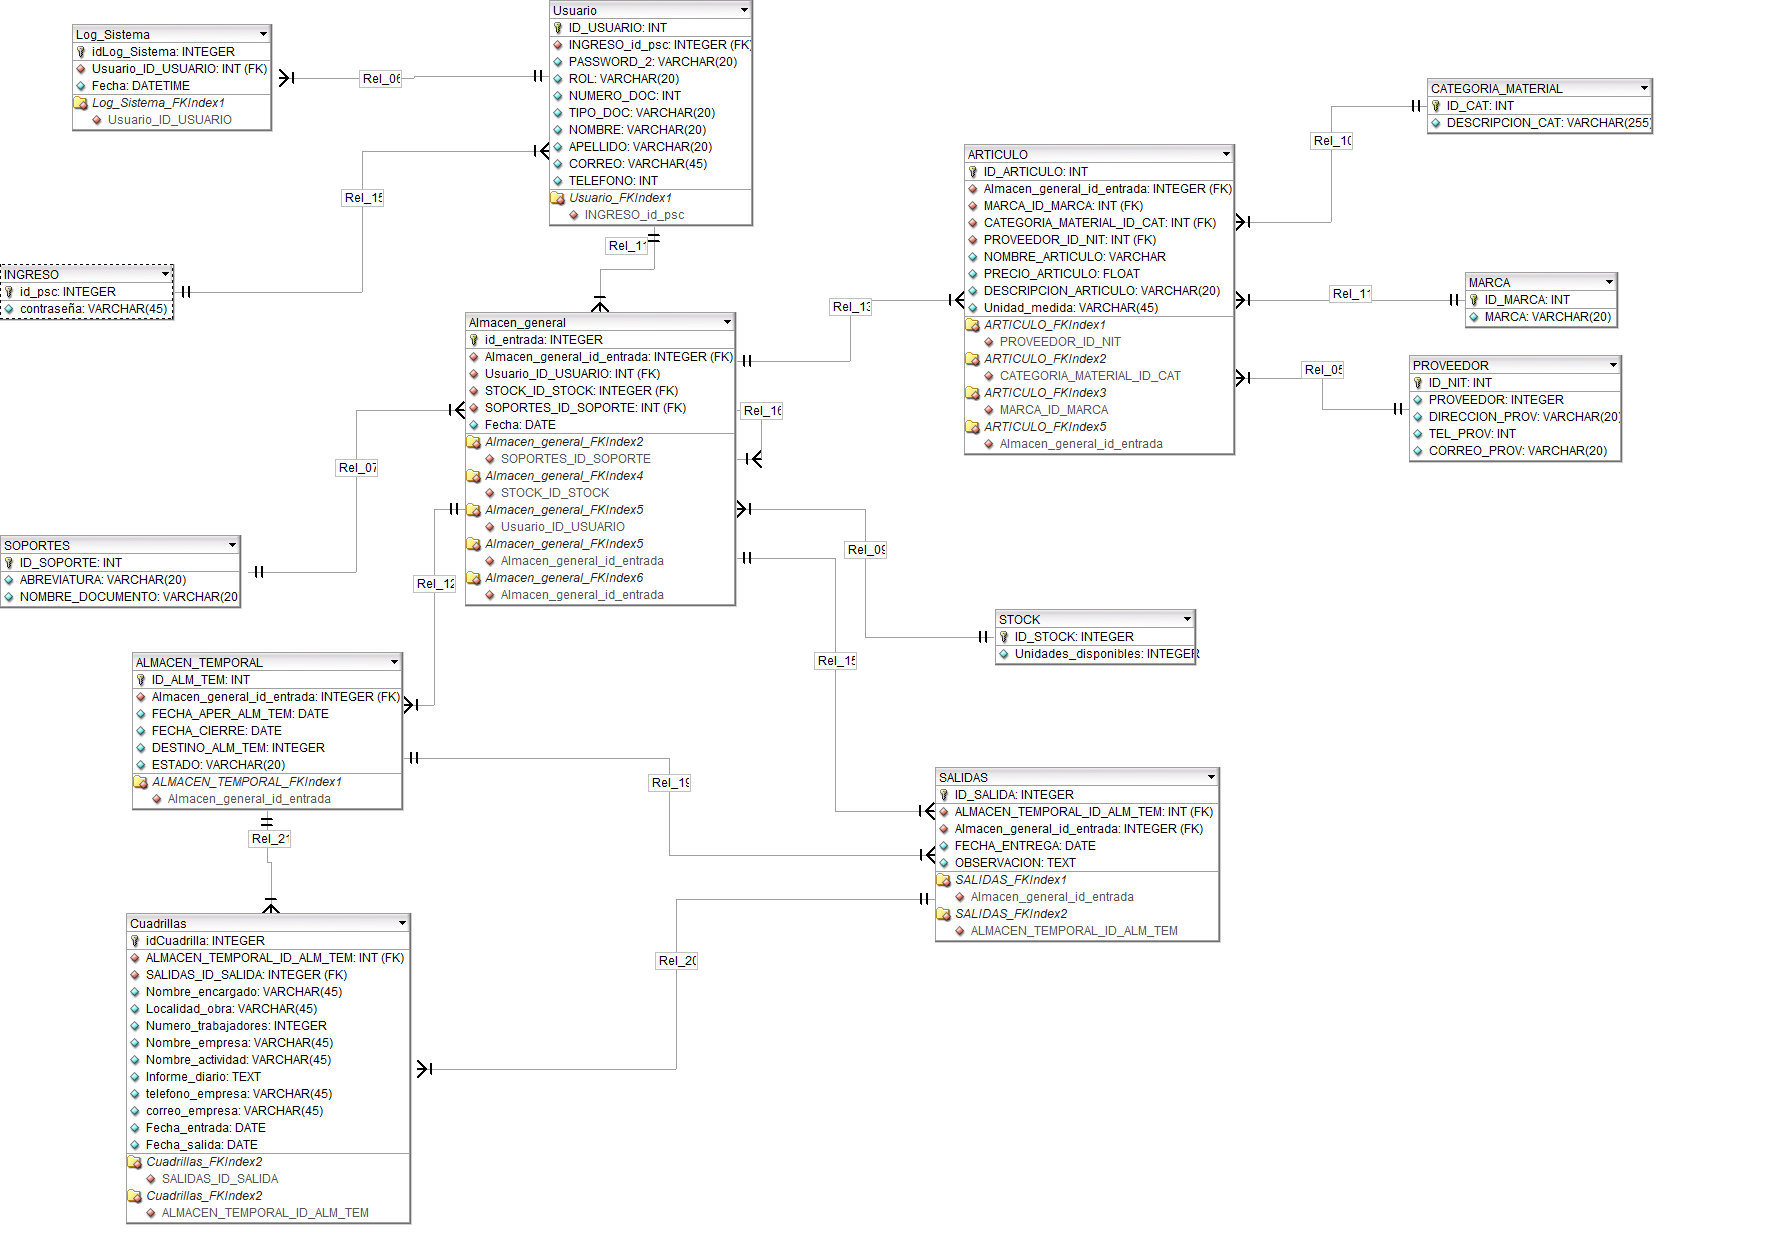 Log_Sistema
idLog_Sistema: INTEGER
Usuario_ID_USUARIO: INT (FK)
Fecha: DATETIME
Log_Sistema_FKIndex1
Usuario_ID_USUARIO
Rel_06
Usuario
ID_USUARIO: INT
INGRESO_id_psc: INTEGER (FK)
PASSWORD_2: VARCHAR(20)
ROL: VARCHAR(20)
NUMERO_DOC: INT
TIPO_DOC: VARCHAR(20)
NOMBRE: VARCHAR(20)
APELLIDO: VARCHAR(20)
CORREO: VARCHAR(45)
TELEFONO: INT
Usuario_FKIndex1
INGRESO_id_psc
Rel_15
Rel_11
INGRESO
id_psc: INTEGER
contraseña: VARCHAR(45)
CATEGORIA_MATERIAL
ID_CAT: INT
DESCRIPCION_CAT: VARCHAR(255)
Rel_10
ARTICULO
ID_ARTICULO: INT
Almacen_general_id_entrada: INTEGER (FK)
MARCA_ID_MARCA: INT (FK)
CATEGORIA_MATERIAL_ID_CAT: INT (FK)
PROVEEDOR_ID_NIT: INT (FK)
NOMBRE_ARTICULO: VARCHAR
PRECIO_ARTICULO: FLOAT
DESCRIPCION_ARTICULO: VARCHAR(20)
Unidad_medida: VARCHAR(45)
ARTICULO_FKIndex1
PROVEEDOR_ID_NIT
ARTICULO_FKIndex2
CATEGORIA_MATERIAL_ID_CAT
ARTICULO_FKIndex3
MARCA_ID_MARCA
ARTICULO_FKIndex5
Almacen_general_id_entrada
Rel_13
Rel_11
MARCA
ID_MARCA: INT
MARCA: VARCHAR(20)
Rel_05
PROVEEDOR
ID_NIT: INT
PROVEEDOR: INTEGER
DIRECCION_PROV: VARCHAR(20)
TEL_PROV: INT
CORREO_PROV: VARCHAR(20)
Almacen_general
id_entrada: INTEGER
Almacen_general_id_entrada: INTEGER (FK)
Usuario_ID_USUARIO: INT (FK)
STOCK_ID_STOCK: INTEGER (FK)
SOPORTES_ID_SOPORTE: INT (FK)
Fecha: DATE
Almacen_general_FKIndex2
SOPORTES_ID_SOPORTE
Almacen_general_FKIndex4
STOCK_ID_STOCK
Almacen_general_FKIndex5
Usuario_ID_USUARIO
Almacen_general_FKIndex5
Almacen_general_id_entrada
Almacen_general_FKIndex6
Almacen_general_id_entrada
Rel_16
Rel_07
Rel_09
Rel_12
Rel_15
SOPORTES
ID_SOPORTE: INT
ABREVIATURA: VARCHAR(20)
NOMBRE_DOCUMENTO: VARCHAR(20
STOCK
ID_STOCK: INTEGER
Unidades_disponibles: INTEGER
ALMACEN_TEMPORAL
ID_ALM_TEM: INT
Almacen_general_id_entrada: INTEGER (FK)
FECHA_APER_ALM_TEM: DATE
FECHA_CIERRE: DATE
DESTINO_ALM_TEM: INTEGER
ESTADO: VARCHAR(20)
ALMACEN_TEMPORAL_FKIndex1
Almacen_general_id_entrada
Rel_19
Rel_21
SALIDAS
ID_SALIDA: INTEGER
ALMACEN_TEMPORAL_ID_ALM_TEM: INT (FK)
Almacen_general_id_entrada: INTEGER (FK)
FECHA_ENTREGA: DATE
OBSERVACION: TEXT
SALIDAS_FKIndex1
Almacen_general_id_entrada
SALIDAS_FKIndex2
ALMACEN_TEMPORAL_ID_ALM_TEM
Rel_20
Cuadrillas
idCuadrilla: INTEGER
ALMACEN_TEMPORAL_ID_ALM_TEM: INT (FK)
SALIDAS_ID_SALIDA: INTEGER (FK)
Nombre_encargado: VARCHAR(45)
Localidad_obra: VARCHAR(45)
Numero_trabajadores: INTEGER
Nombre_empresa: VARCHAR(45)
Nombre_actividad: VARCHAR(45)
Informe_diario: TEXT
telefono_empresa: VARCHAR(45)
correo_empresa: VARCHAR(45)
Fecha_entrada: DATE
Fecha_salida: DATE
Cuadrillas_FKIndex2
SALIDAS_ID_SALIDA
Cuadrillas_FKIndex2
ALMACEN_TEMPORAL_ID_ALM_TEM